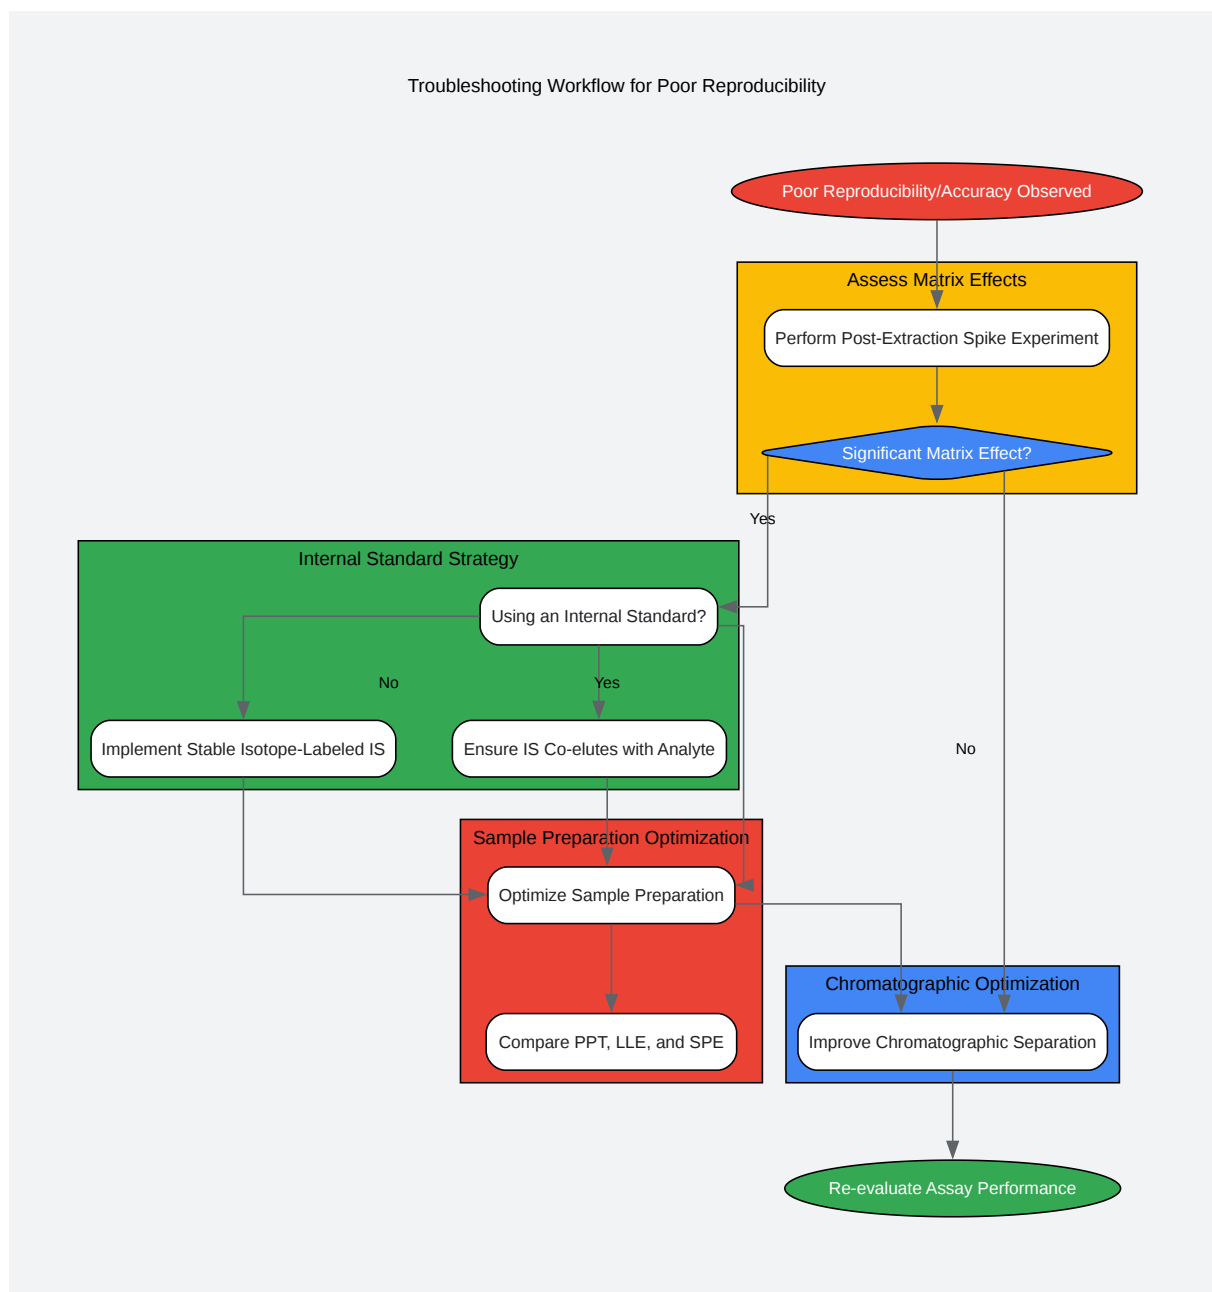 Troubleshooting Workflow for Poor Reproducibility
Poor Reproducibility/Accuracy Observed
Assess Matrix Effects
Perform Post-Extraction Spike Experiment
Significant Matrix Effect?
Yes
Internal Standard Strategy
Using an Internal Standard?
No
Yes
Implement Stable Isotope-Labeled IS
Ensure IS Co-elutes with Analyte
No
Sample Preparation Optimization
Optimize Sample Preparation
Chromatographic Optimization
Compare PPT, LLE, and SPE
Improve Chromatographic Separation
Re-evaluate Assay Performance